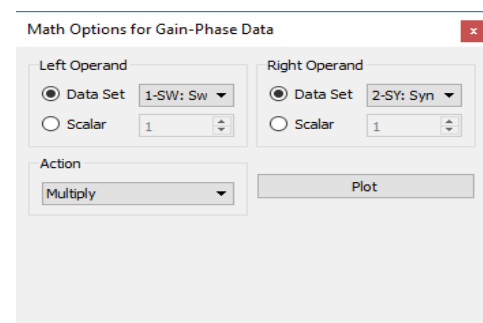 Math Options for Gain-Phase Data
x
Left Operand
Data Set 1-SW: Sw
Scalar 1
Right Operand
Data Set 2-SY: Syn
Scalar 1
Action
Multiply
Plot